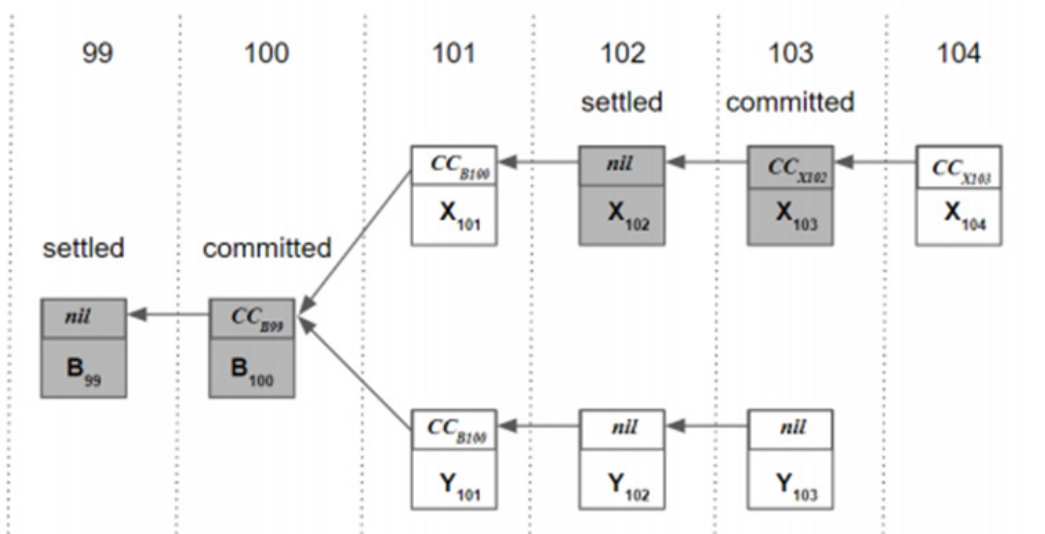 99 100 101 102 103 104
settled committed
CC_B100 nil CC_X102 CC_X103
X_101 X_102 X_103 X_104
settled committed
nil CC_B99
B_99 B_100
CC_B100 nil nil
Y_101 Y_102 Y_103